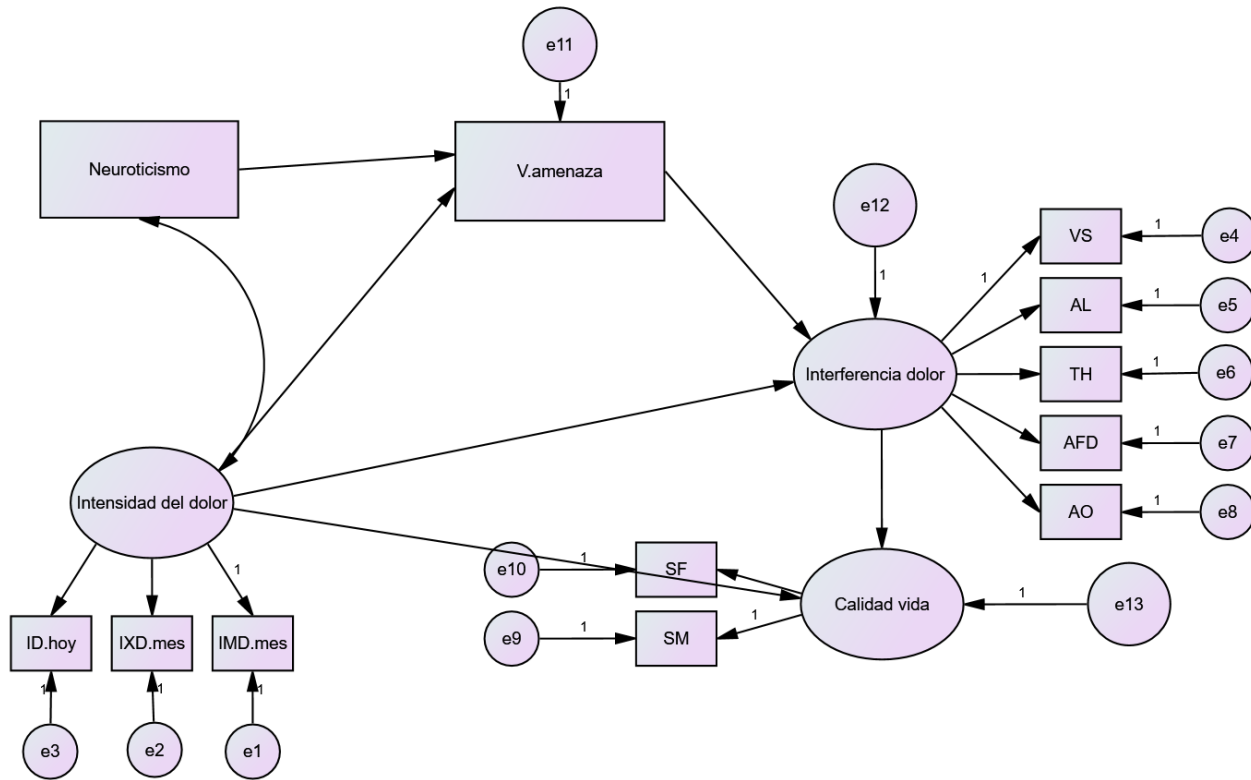 e11
1
Neuroticismo
V.amenaza
e12
1
VS
1
e4
1
AL
1
e5
Interferencia dolor
TH
1
e6
AFD
1
e7
Intensidad del dolor
AO
1
e8
1
e10
1
SF
Calidad vida
1
e13
e9
1
SM
1
ID.hoy
IXD.mes
IMD.mes
1
1
1
e3
e2
e1